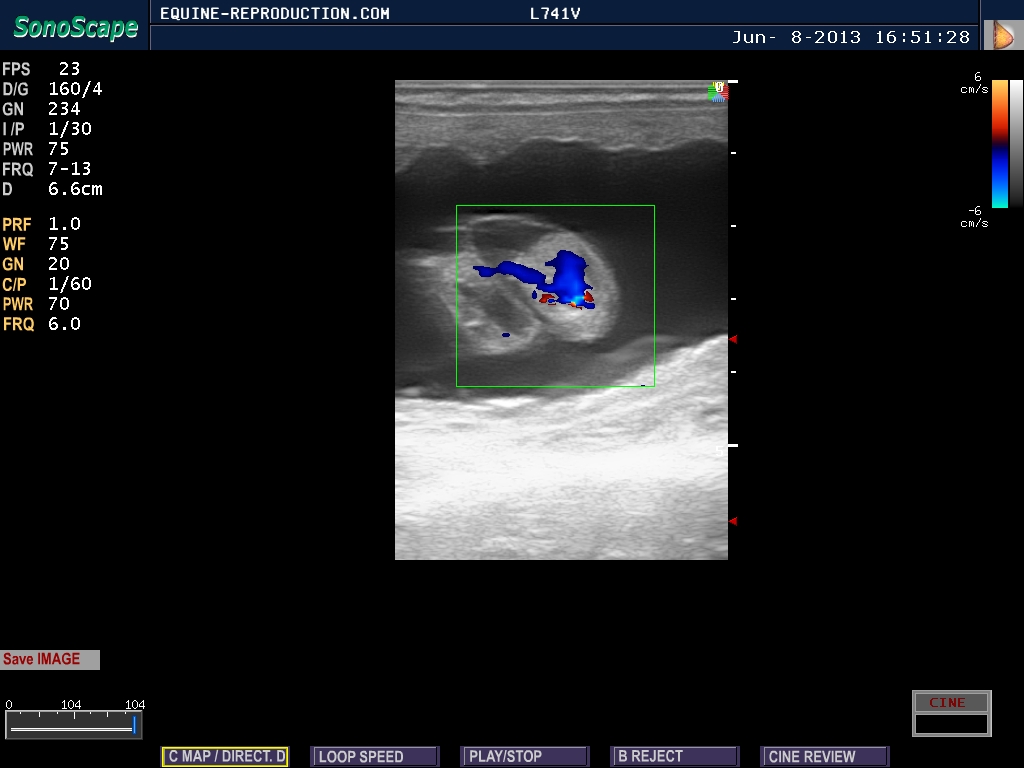 SonoScape
EQUINE-REPRODUCTION.COM L741V
Jun- 8-2013 16:51:28
FPS 23
D/G 160/4
GN 234
I/P 1/30
PWR 75
FRQ 7-13
D 6.6cm
PRF 1.0
WF 75
GN 20
C/P 1/60
PWR 70
FRQ 6.0
6
cm/s
-6
cm/s
5
Save IMAGE
0 104 104
CINE
C MAP / DIRECT. D LOOP SPEED PLAY/STOP B REJECT CINE REVIEW